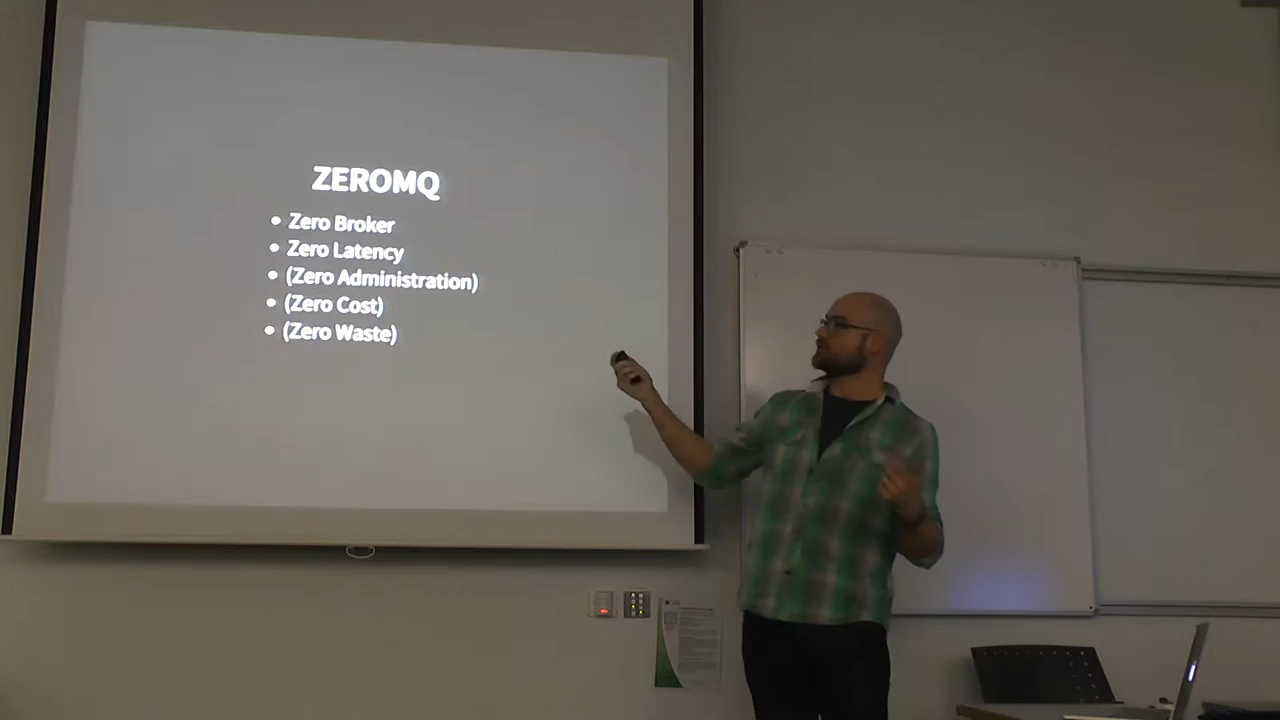 ZEROMQ
• Zero Broker
• Zero Latency
• (Zero Administration)
• (Zero Cost)
• (Zero Waste)